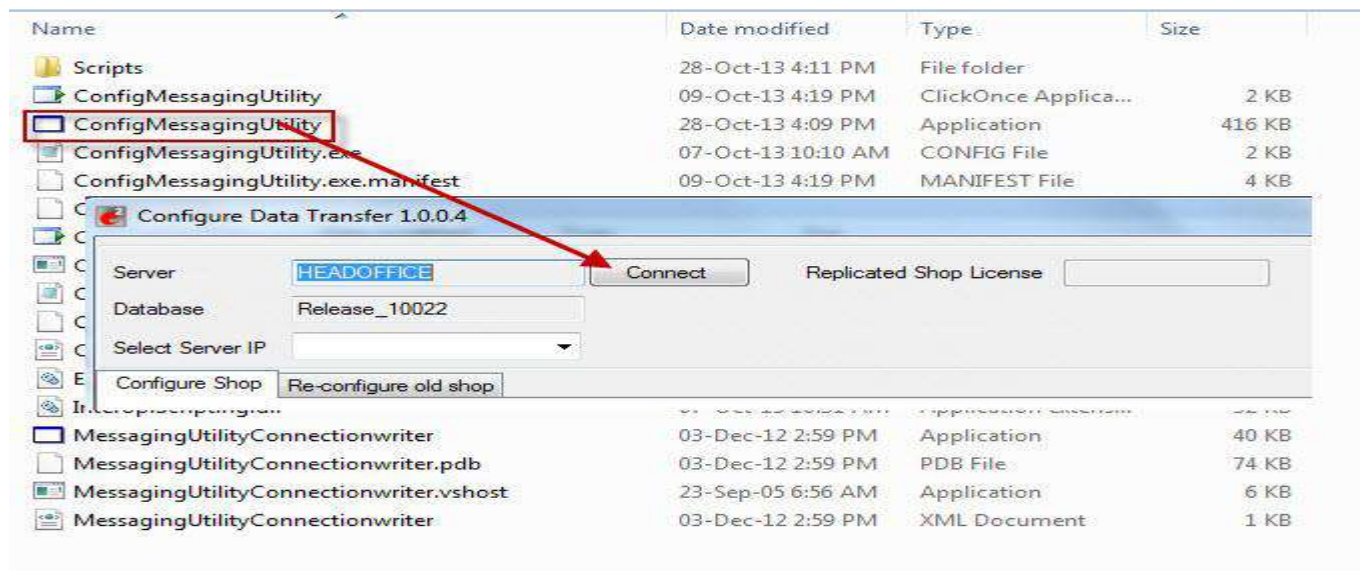 Name Date modified Type Size
Scripts 28-Oct-13 4:11 PM File folder
ConfigMessagingUtility 09-Oct-13 4:19 PM ClickOnce Applica... 2 KB
ConfigMessagingUtility 28-Oct-13 4:09 PM Application 416 KB
ConfigMessagingUtility.exe 07-Oct-13 10:10 AM CONFIG File 2 KB
ConfigMessagingUtility.exe.manifest 09-Oct-13 4:19 PM MANIFEST File 4 KB
Configure Data Transfer 1.0.0.4
Server HEADOFFICE Connect Replicated Shop License
Database Release_10022
Select Server IP
Configure Shop Re-configure old shop
MessagingUtilityConnectionwriter 03-Dec-12 2:59 PM Application 40 KB
MessagingUtilityConnectionwriter.pdb 03-Dec-12 2:59 PM PDB File 74 KB
MessagingUtilityConnectionwriter.vshost 23-Sep-05 6:56 AM Application 6 KB
MessagingUtilityConnectionwriter 03-Dec-12 2:59 PM XML Document 1 KB